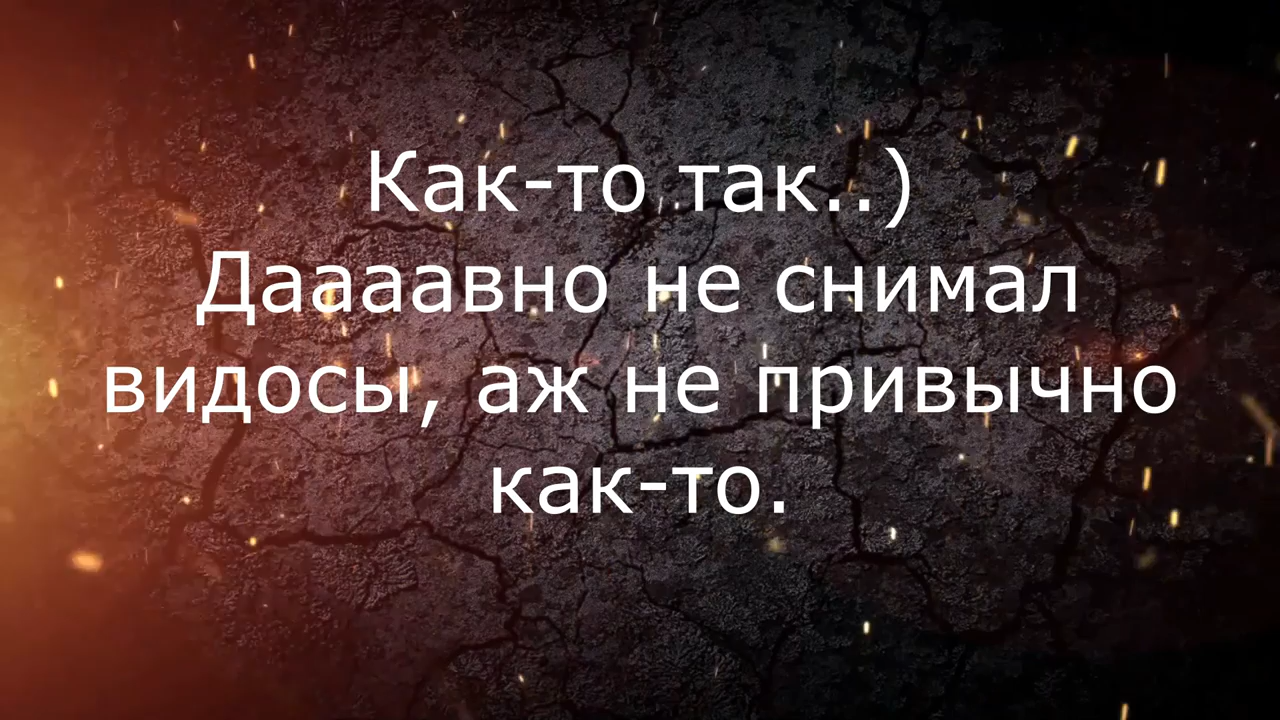 Как-то так..)
Даааавно не снимал
видосы, аж не привычно
как-то.